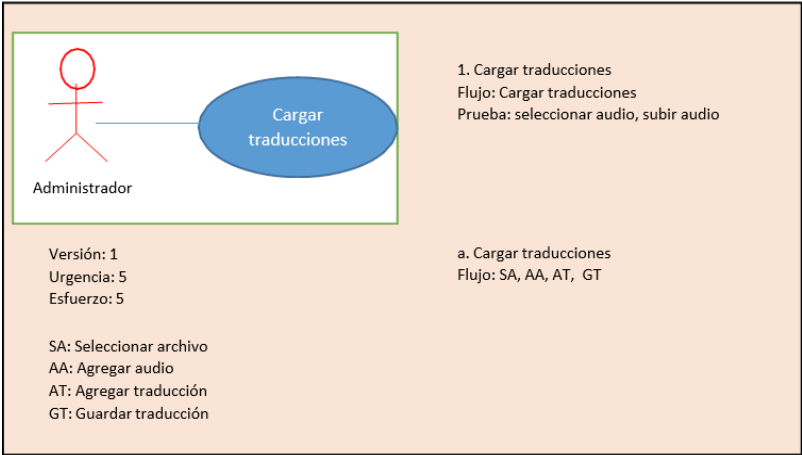 Cargar
traducciones
Administrador
1. Cargar traducciones
Flujo: Cargar traducciones
Prueba: seleccionar audio, subir audio
Versión: 1
Urgencia: 5
Esfuerzo: 5
a. Cargar traducciones
Flujo: SA, AA, AT, GT
SA: Seleccionar archivo
AA: Agregar audio
AT: Agregar traducción
GT: Guardar traducción